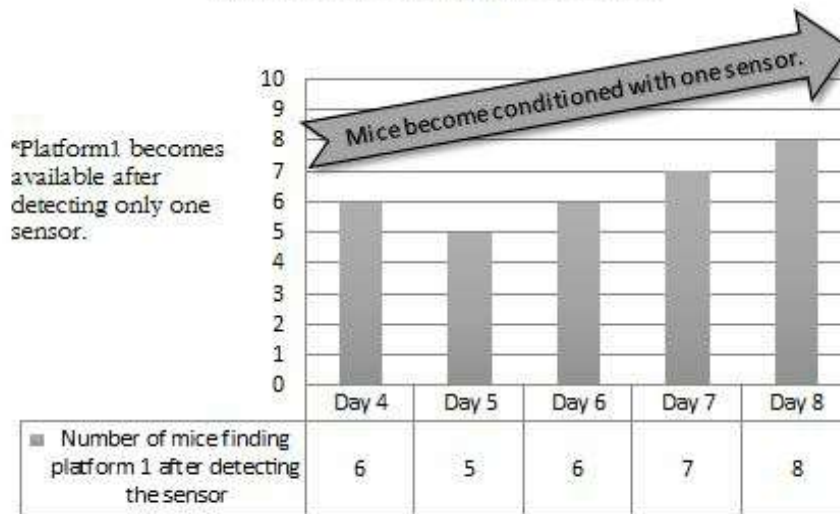 Mice become conditioned with one sensor.
*Platform1 becomes
available after
detecting only one
sensor.
10
9
8
7
6
5
4
3
2
1
0
Day 4 Day 5 Day 6 Day 7 Day 8
Number of mice finding
platform 1 after detecting
the sensor
6 5 6 7 8